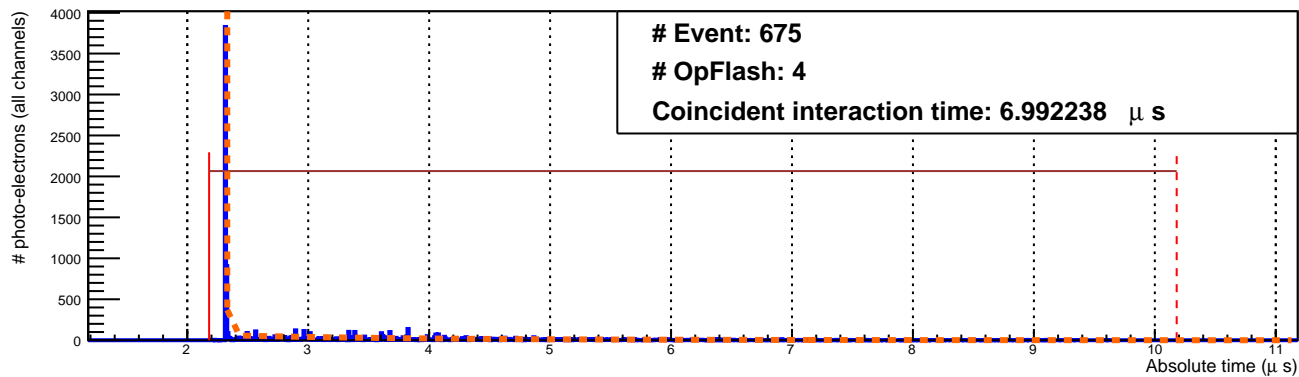 # Event: 675
# OpFlash: 4
Coincident interaction time: 6.992238 μ s
# photo-electrons (all channels)
4000
3500
3000
2500
2000
1500
1000
500
0
2 3 4 5 6 7 8 9 10 11
Absolute time (μ s)